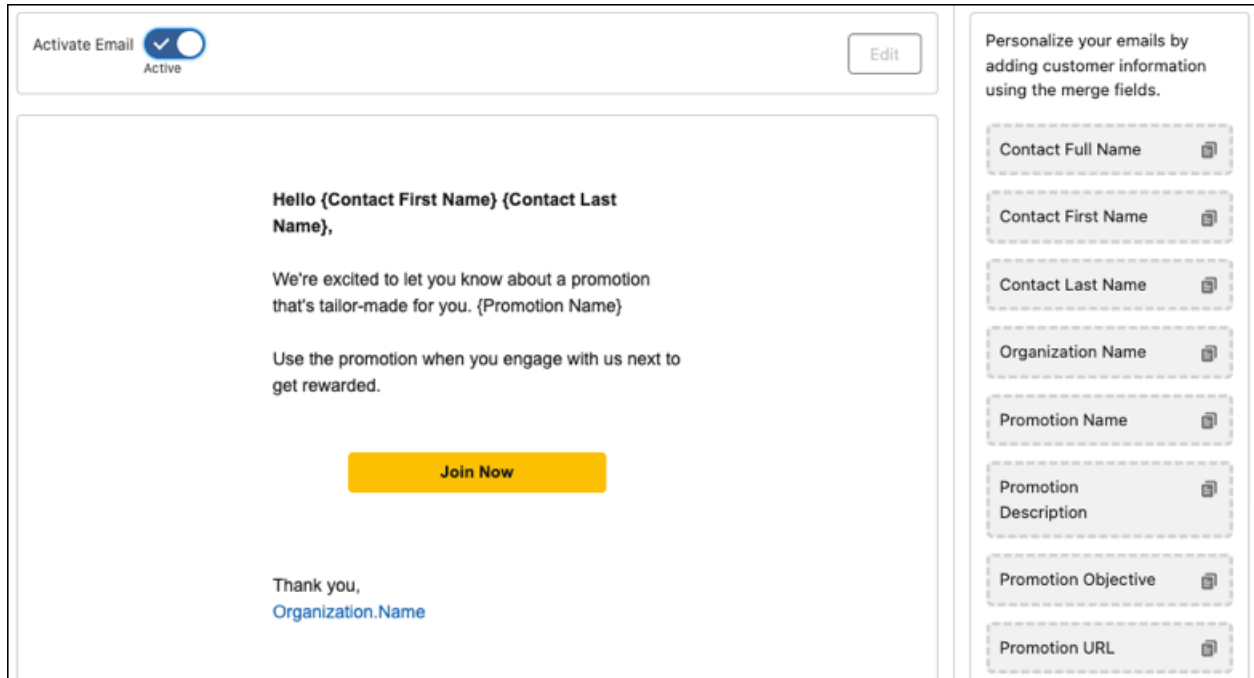 Activate Email
Active
Edit
Hello {Contact First Name} {Contact Last
Name},
We're excited to let you know about a promotion
that's tailor-made for you. {Promotion Name}
Use the promotion when you engage with us next to
get rewarded.
Join Now
Thank you,
Organization.Name
Personalize your emails by
adding customer information
using the merge fields.
Contact Full Name
Contact First Name
Contact Last Name
Organization Name
Promotion Name
Promotion
Description
Promotion Objective
Promotion URL